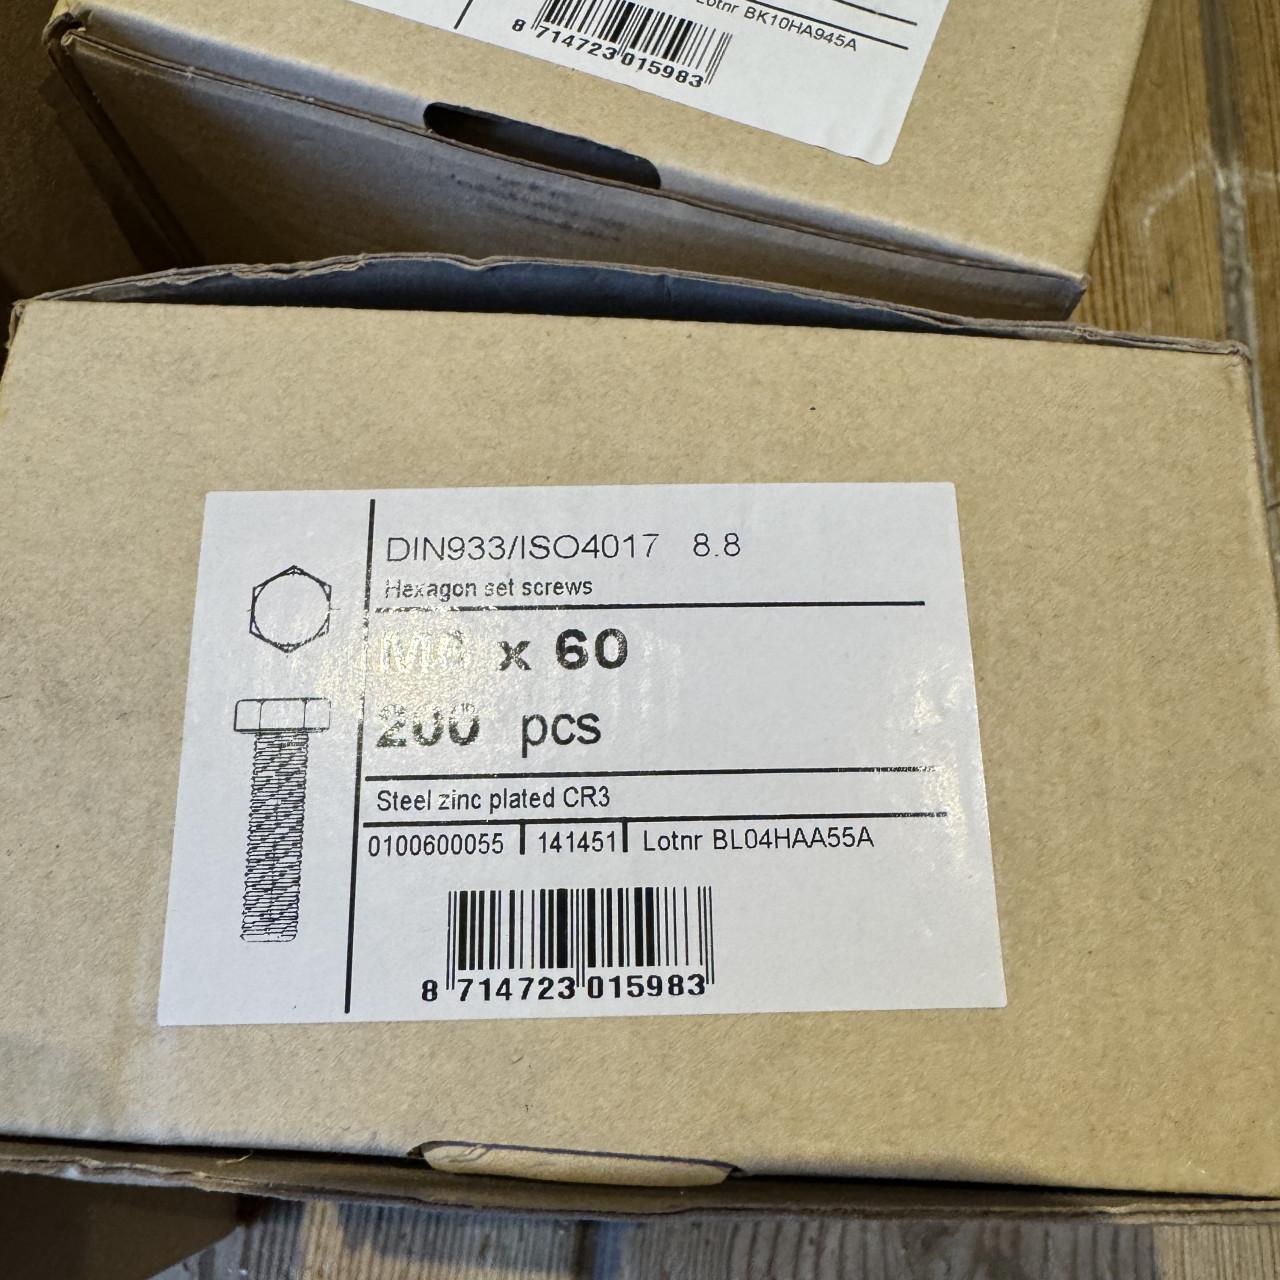 Lotnr BK10HA945A
8 714723 015983
DIN933/ISO4017 8.8
Hexagon set screws
x 60
200 pcs
Steel zinc plated CR3
0100600055 141451 Lotnr BL04HAA55A
8 714723 015983